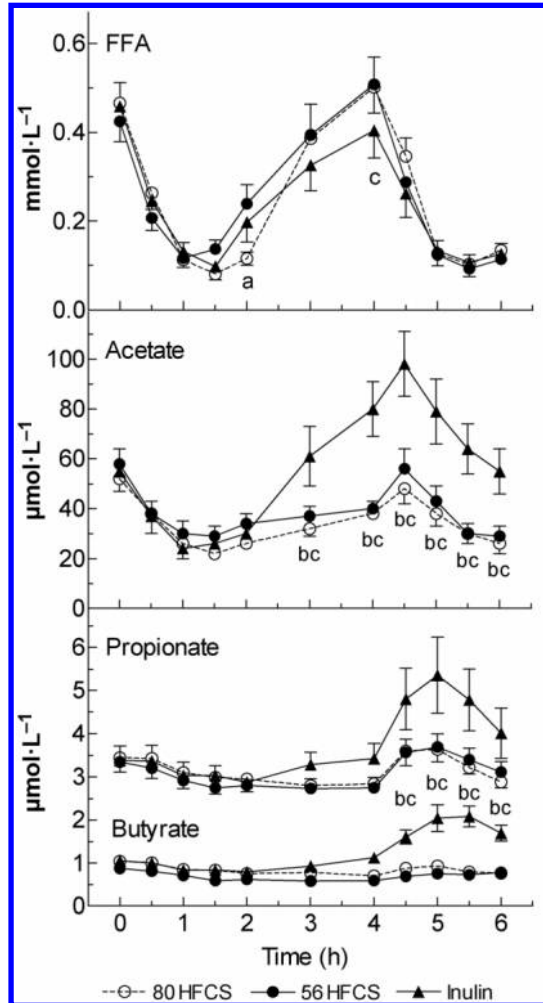 FFA
0.6
0.4
0.2
0.0
mmol·L⁻¹
a
c
Acetate
100
80
60
40
20
0
μmol·L⁻¹
bc bc bc bc bc bc
Propionate
6
5
4
3
2
1
0
μmol·L⁻¹
bc bc bc bc
Butyrate
0 1 2 3 4 5 6
Time (h)
80 HFCS 56 HFCS Inulin